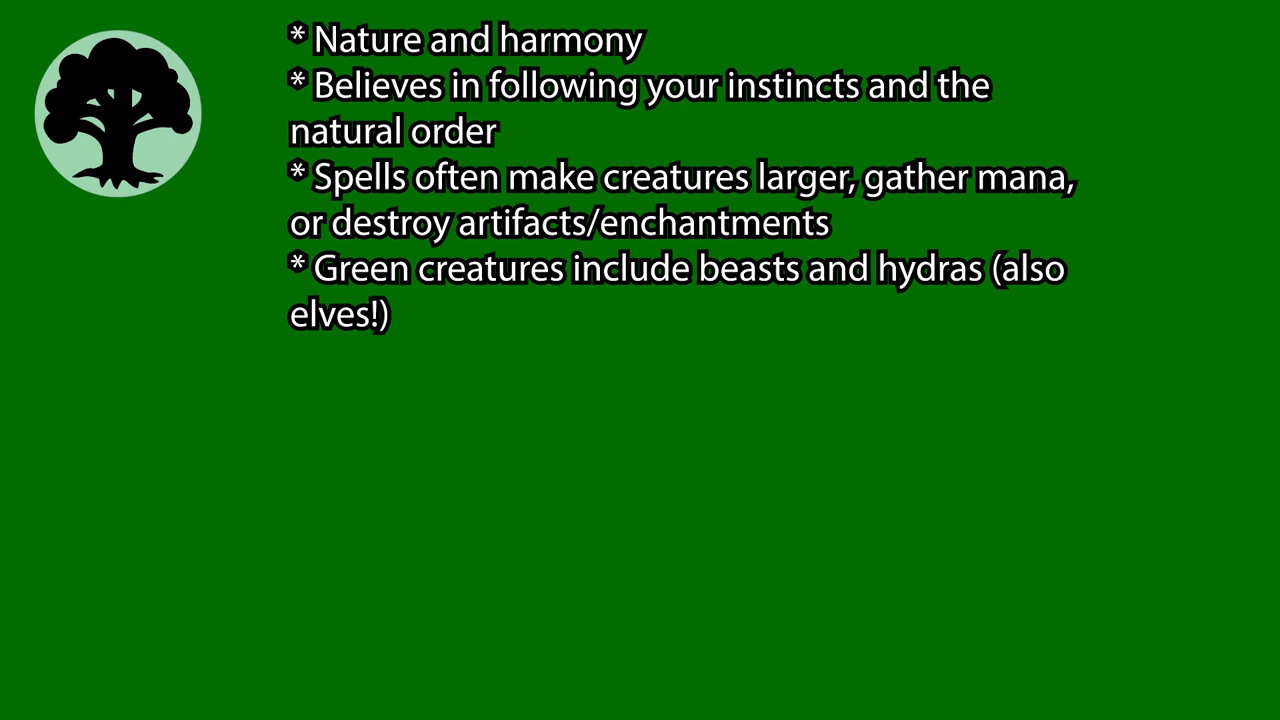 * Nature and harmony
* Believes in following your instincts and the
natural order
* Spells often make creatures larger, gather mana,
or destroy artifacts/enchantments
* Green creatures include beasts and hydras (also
elves!)